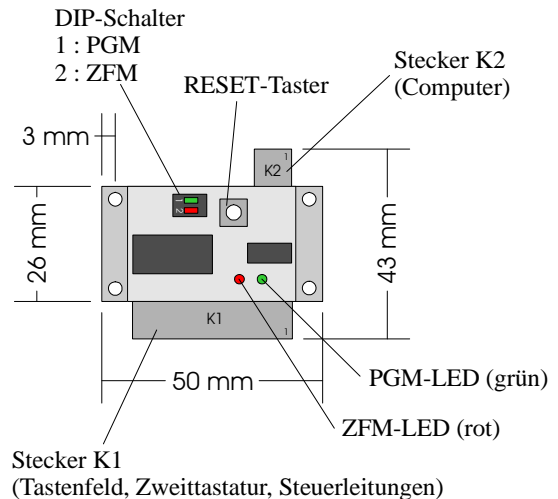 DIP-Schalter
1 : PGM
2 : ZFM
RESET-Taster
Stecker K2
(Computer)
3 mm
1
K2
1
2
26 mm
43 mm
K1
1
50 mm
PGM-LED (grün)
ZFM-LED (rot)
Stecker K1
(Tastenfeld, Zweittastatur, Steuerleitungen)